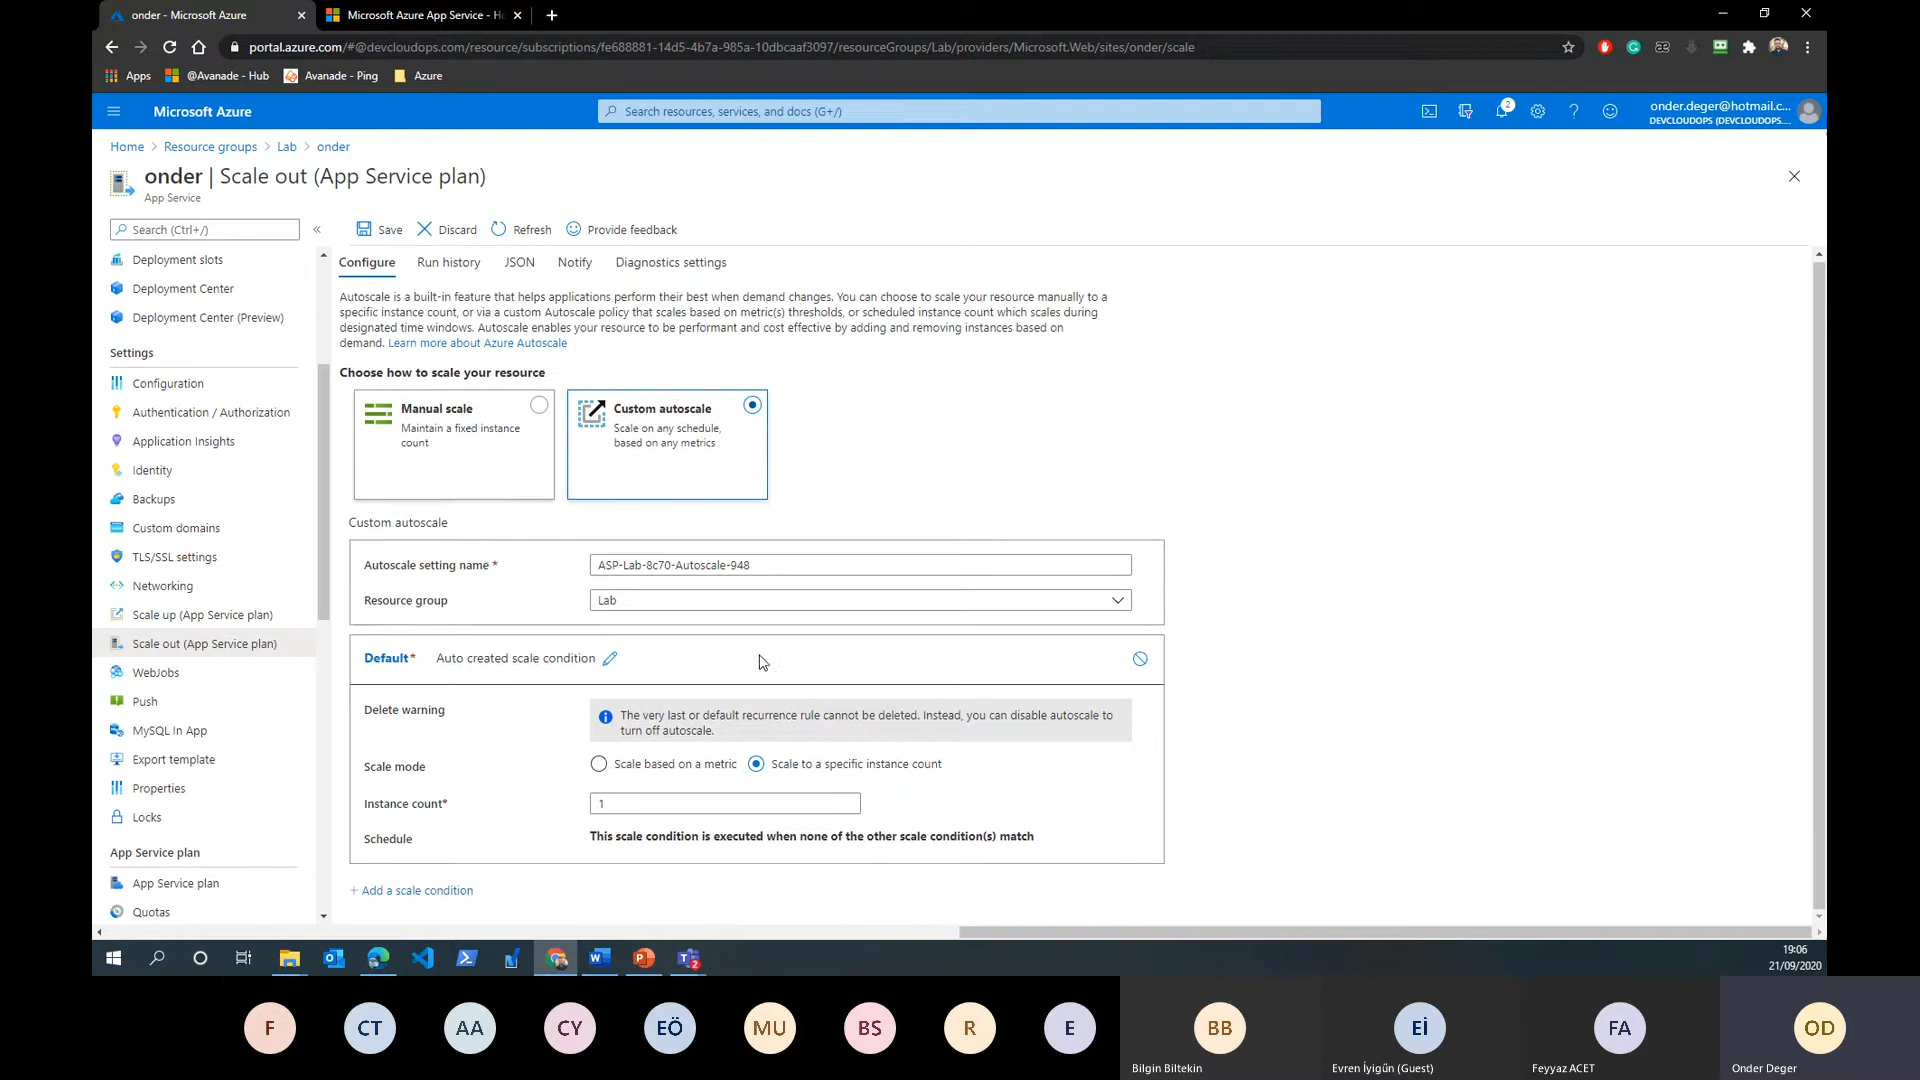 onder - Microsoft Azure
Microsoft Azure App Service - H
portal.azure.com/#@devcloudops.com/resource/subscriptions/fe688881-14d5-4b7a-985a-10dbcaaf3097/resourceGroups/Lab/providers/Microsoft.Web/sites/onder/scale
Apps
@Avanade - Hub
Avanade - Ping
Azure
Microsoft Azure
Search resources, services, and docs (G+/)
2
onder.deger@hotmail.c...
DEVCLOUDOPS (DEVCLOUDOPS....
Home > Resource groups > Lab > onder
onder | Scale out (App Service plan)
App Service
Search (Ctrl+/)
«
Save
Discard
Refresh
Provide feedback
Deployment slots
Deployment Center
Deployment Center (Preview)
Settings
Configuration
Authentication / Authorization
Application Insights
Identity
Backups
Custom domains
TLS/SSL settings
Networking
Scale up (App Service plan)
Scale out (App Service plan)
WebJobs
Push
MySQL In App
Export template
Properties
Locks
App Service plan
App Service plan
Quotas
Configure
Run history
JSON
Notify
Diagnostics settings
Autoscale is a built-in feature that helps applications perform their best when demand changes. You can choose to scale your resource manually to a
specific instance count, or via a custom Autoscale policy that scales based on metric(s) thresholds, or scheduled instance count which scales during
designated time windows. Autoscale enables your resource to be performant and cost effective by adding and removing instances based on
demand. Learn more about Azure Autoscale
Choose how to scale your resource
Manual scale
Maintain a fixed instance
count
Custom autoscale
Scale on any schedule,
based on any metrics
Custom autoscale
Autoscale setting name *
ASP-Lab-8c70-Autoscale-948
Resource group
Lab
Default*
Auto created scale condition
Delete warning
The very last or default recurrence rule cannot be deleted. Instead, you can disable autoscale to
turn off autoscale.
Scale mode
Scale based on a metric
Scale to a specific instance count
Instance count*
1
Schedule
This scale condition is executed when none of the other scale condition(s) match
+ Add a scale condition
19:06
21/09/2020
F
CT
AA
CY
EÖ
MU
BS
R
E
BB
Bilgin Biltekin
Eİ
Evren İyigün (Guest)
FA
Feyyaz ACET
OD
Onder Deger